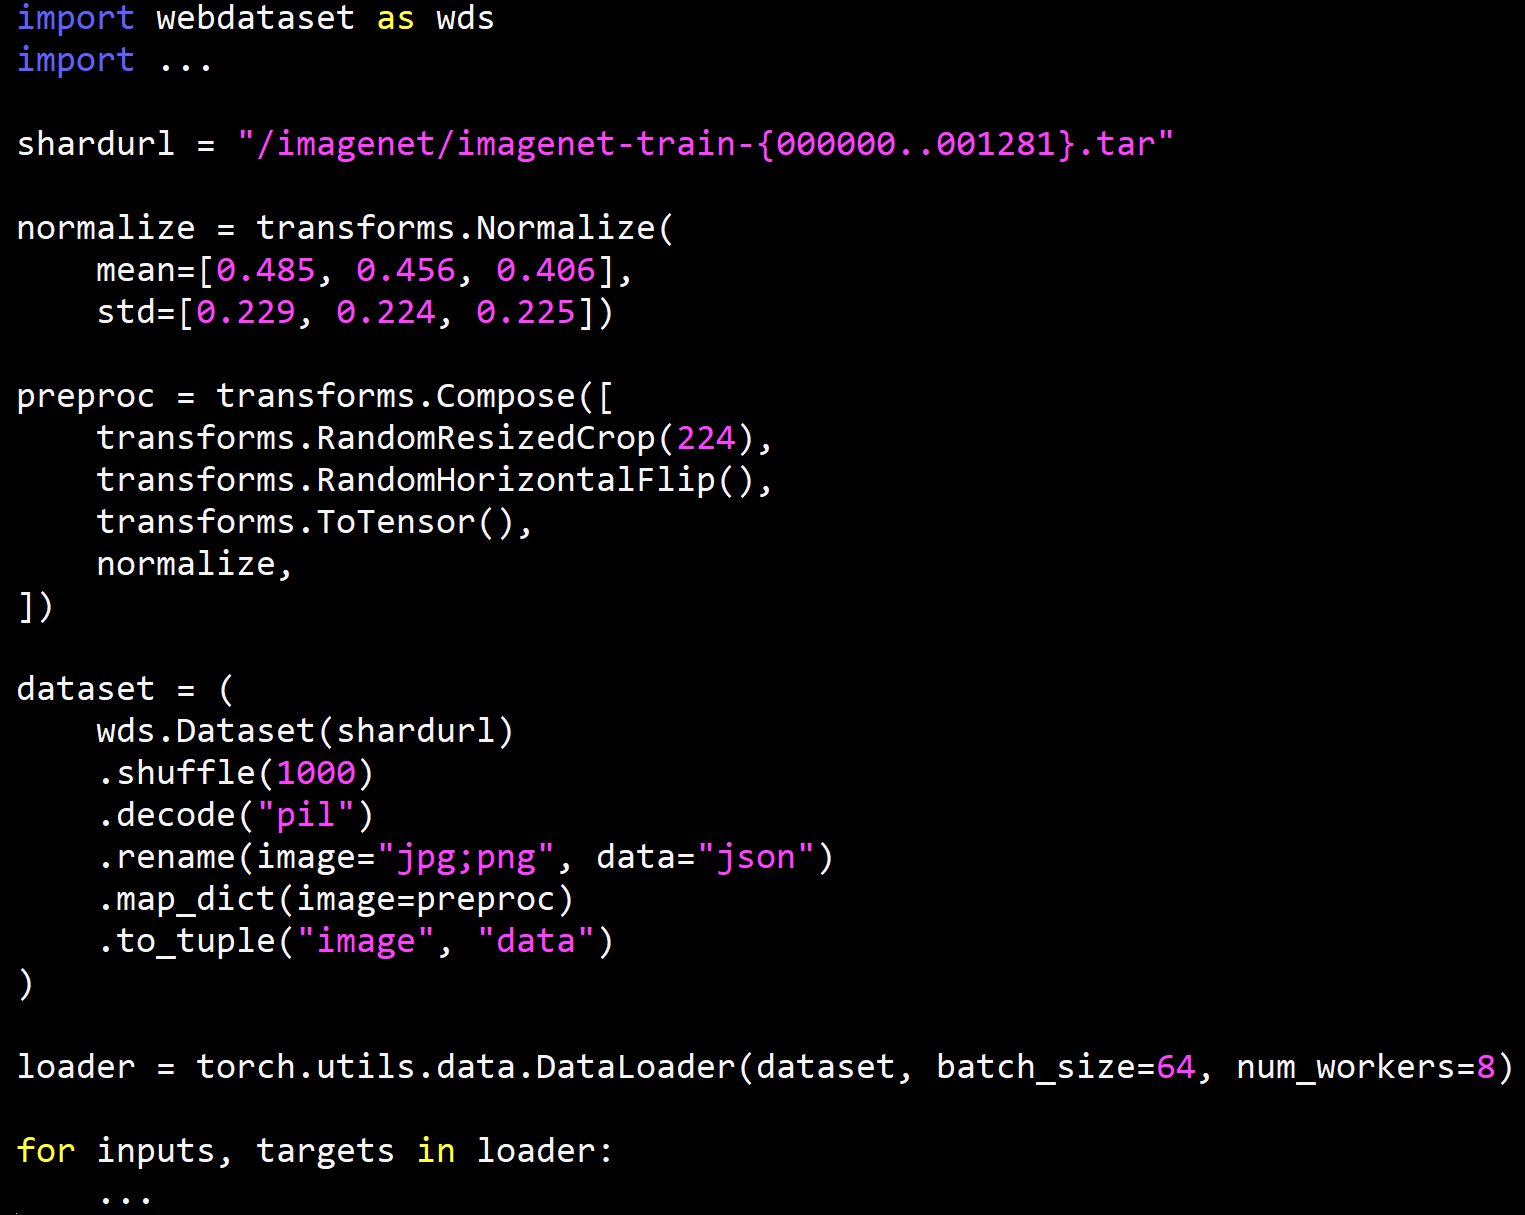 import webdataset as wds
import ...
shardurl = "/imagenet/imagenet-train-{000000..001281}.tar"
normalize = transforms.Normalize(
    mean=[0.485, 0.456, 0.406],
    std=[0.229, 0.224, 0.225])
preproc = transforms.Compose([
    transforms.RandomResizedCrop(224),
    transforms.RandomHorizontalFlip(),
    transforms.ToTensor(),
    normalize,
])
dataset = (
    wds.Dataset(shardurl)
    .shuffle(1000)
    .decode("pil")
    .rename(image="jpg;png", data="json")
    .map_dict(image=preproc)
    .to_tuple("image", "data")
)
loader = torch.utils.data.DataLoader(dataset, batch_size=64, num_workers=8)
for inputs, targets in loader:
    ...